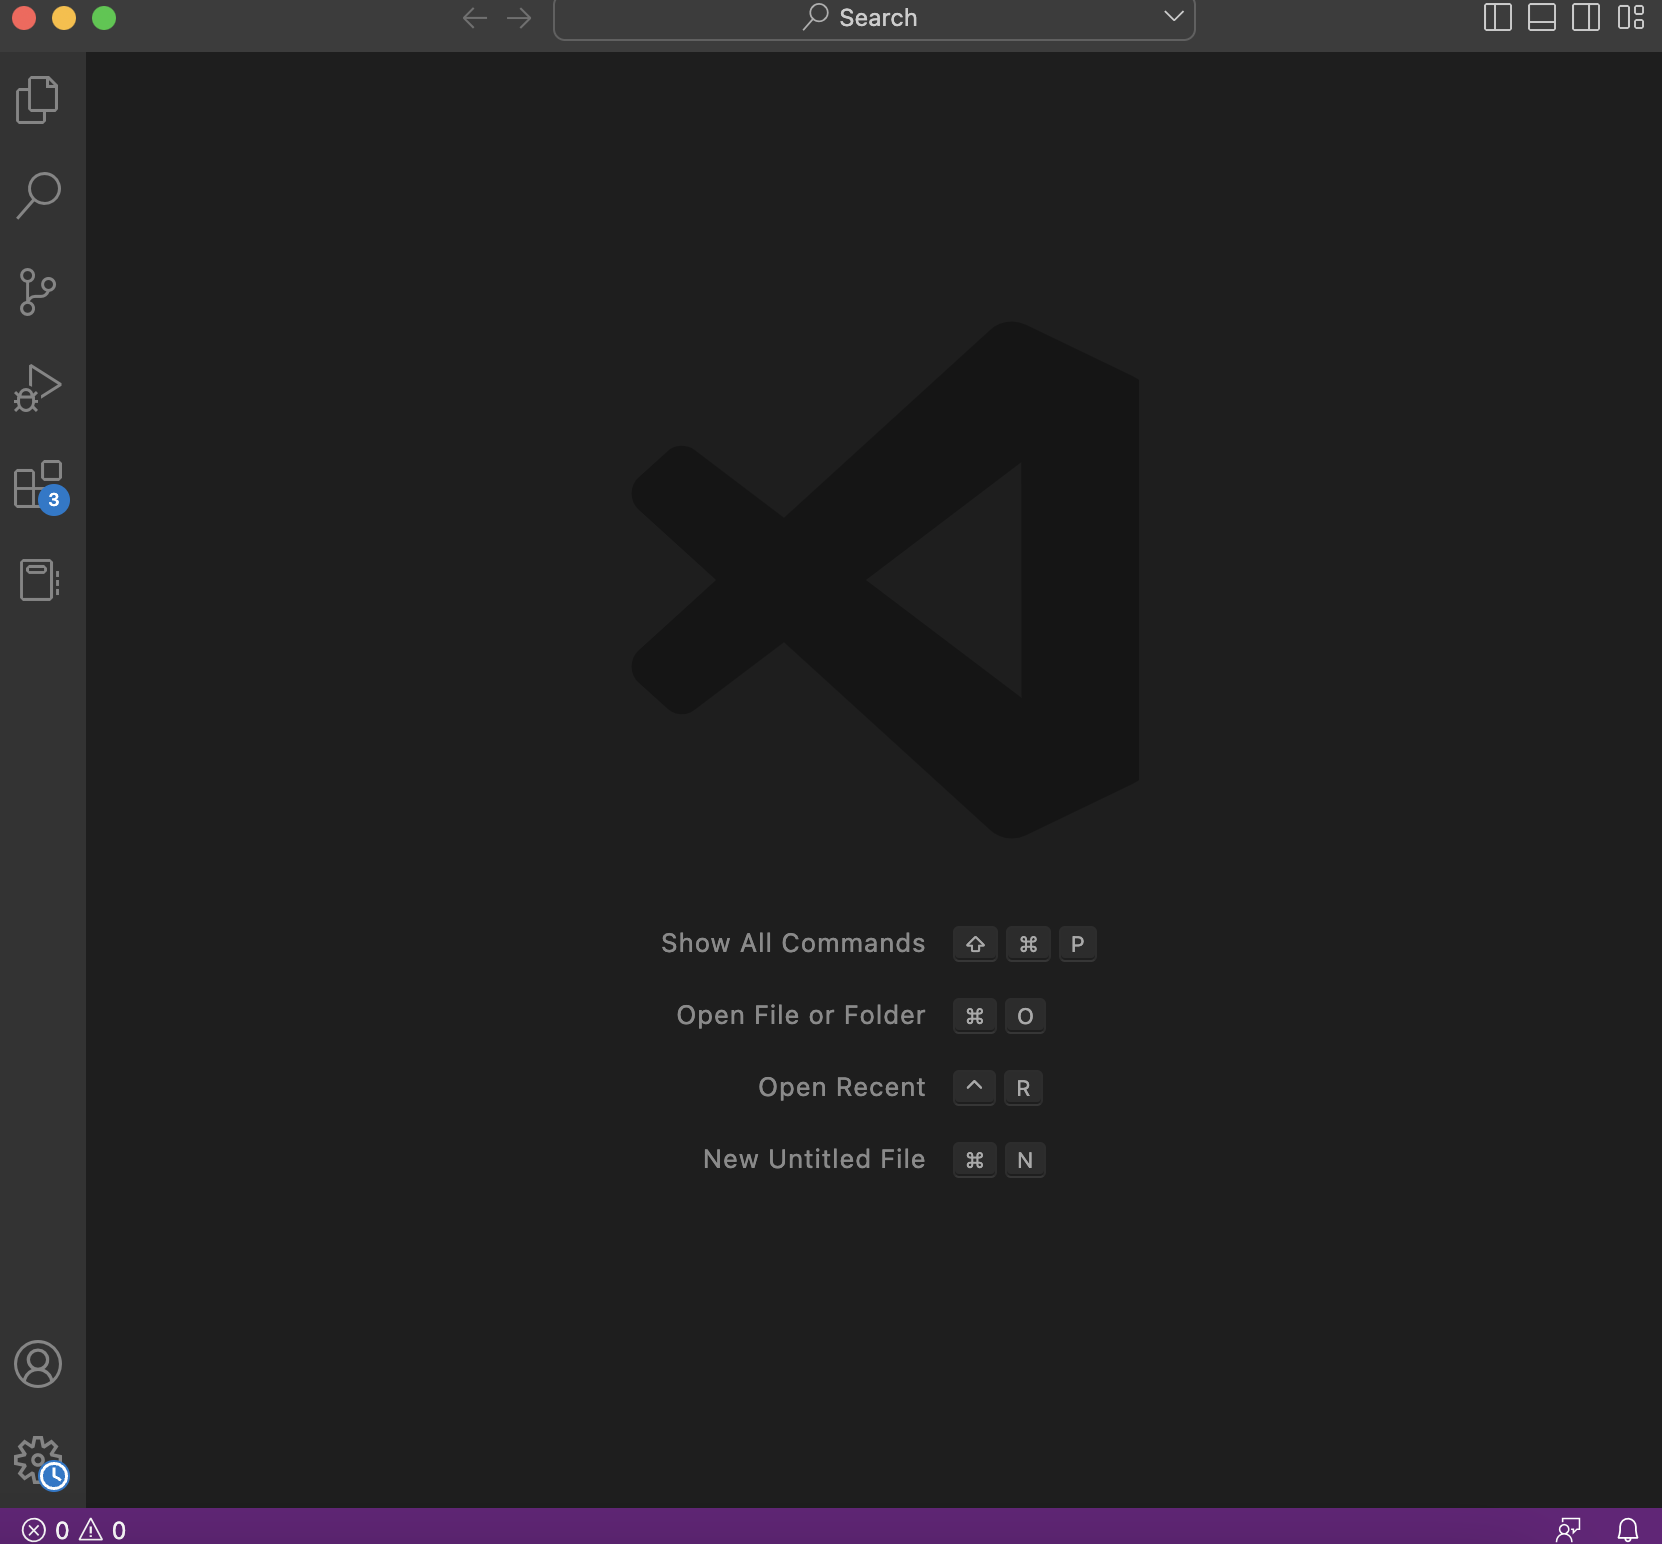 Search
3
Show All Commands ⇧ ⌘ P
Open File or Folder ⌘ O
Open Recent ^ R
New Untitled File ⌘ N
0 0